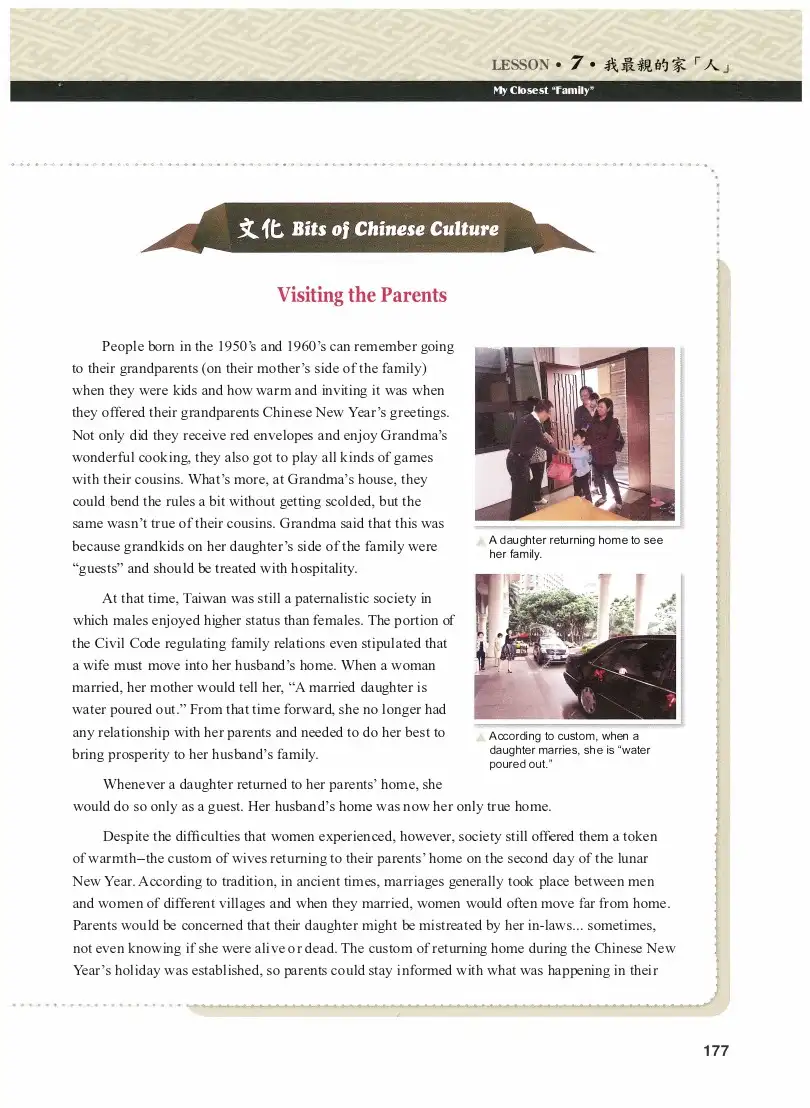 LESSON • 7 • 我最親的家「人」
My Closest “Family”
文化 Bits of Chinese Culture
Visiting the Parents
People born in the 1950’s and 1960’s can remember going
to their grandparents (on their mother’s side of the family)
when they were kids and how warm and inviting it was when
they offered their grandparents Chinese New Year’s greetings.
Not only did they receive red envelopes and enjoy Grandma’s
wonderful cooking, they also got to play all kinds of games
with their cousins. What’s more, at Grandma’s house, they
could bend the rules a bit without getting scolded, but the
same wasn’t true of their cousins. Grandma said that this was
because grandkids on her daughter’s side of the family were
“guests” and should be treated with hospitality.
At that time, Taiwan was still a paternalistic society in
which males enjoyed higher status than females. The portion of
the Civil Code regulating family relations even stipulated that
a wife must move into her husband’s home. When a woman
married, her mother would tell her, “A married daughter is
water poured out.” From that time forward, she no longer had
any relationship with her parents and needed to do her best to
bring prosperity to her husband’s family.
A daughter returning home to see
her family.
According to custom, when a
daughter marries, she is “water
poured out.”
Whenever a daughter returned to her parents’ home, she
would do so only as a guest. Her husband’s home was now her only true home.
Despite the difficulties that women experienced, however, society still offered them a token
of warmth–the custom of wives returning to their parents’ home on the second day of the lunar
New Year. According to tradition, in ancient times, marriages generally took place between men
and women of different villages and when they married, women would often move far from home.
Parents would be concerned that their daughter might be mistreated by her in-laws... sometimes,
not even knowing if she were alive or dead. The custom of returning home during the Chinese New
Year’s holiday was established, so parents could stay informed with what was happening in their
177